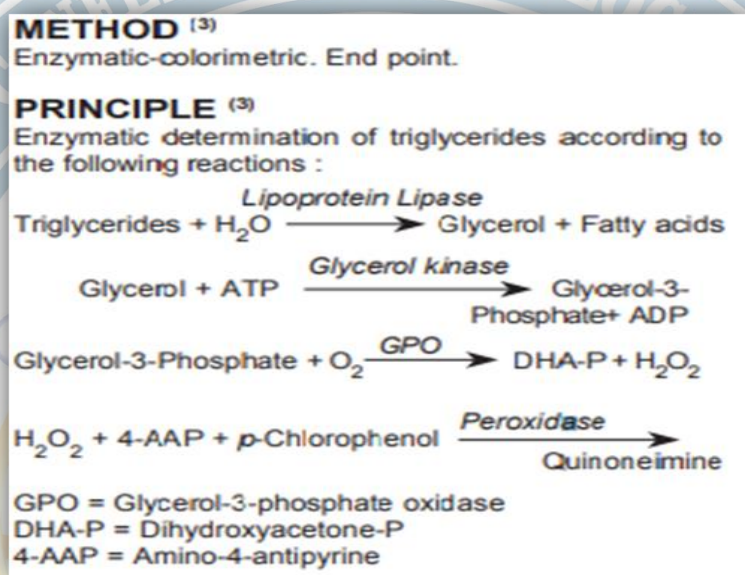 METHOD (3)
Enzymatic-colorimetric. End point.
PRINCIPLE (3)
Enzymatic determination of triglycerides according to
the following reactions :
Lipoprotein Lipase
Triglycerides + H₂O → Glycerol + Fatty acids
Glycerol kinase
Glycerol + ATP → Glycerol-3-
Phosphate+ ADP
GPO
Glycerol-3-Phosphate + O₂ → DHA-P + H₂O₂
Peroxidase
H₂O₂ + 4-AAP + p-Chlorophenol →
Quinoneimine
GPO = Glycerol-3-phosphate oxidase
DHA-P = Dihydroxyacetone-P
4-AAP = Amino-4-antipyrine